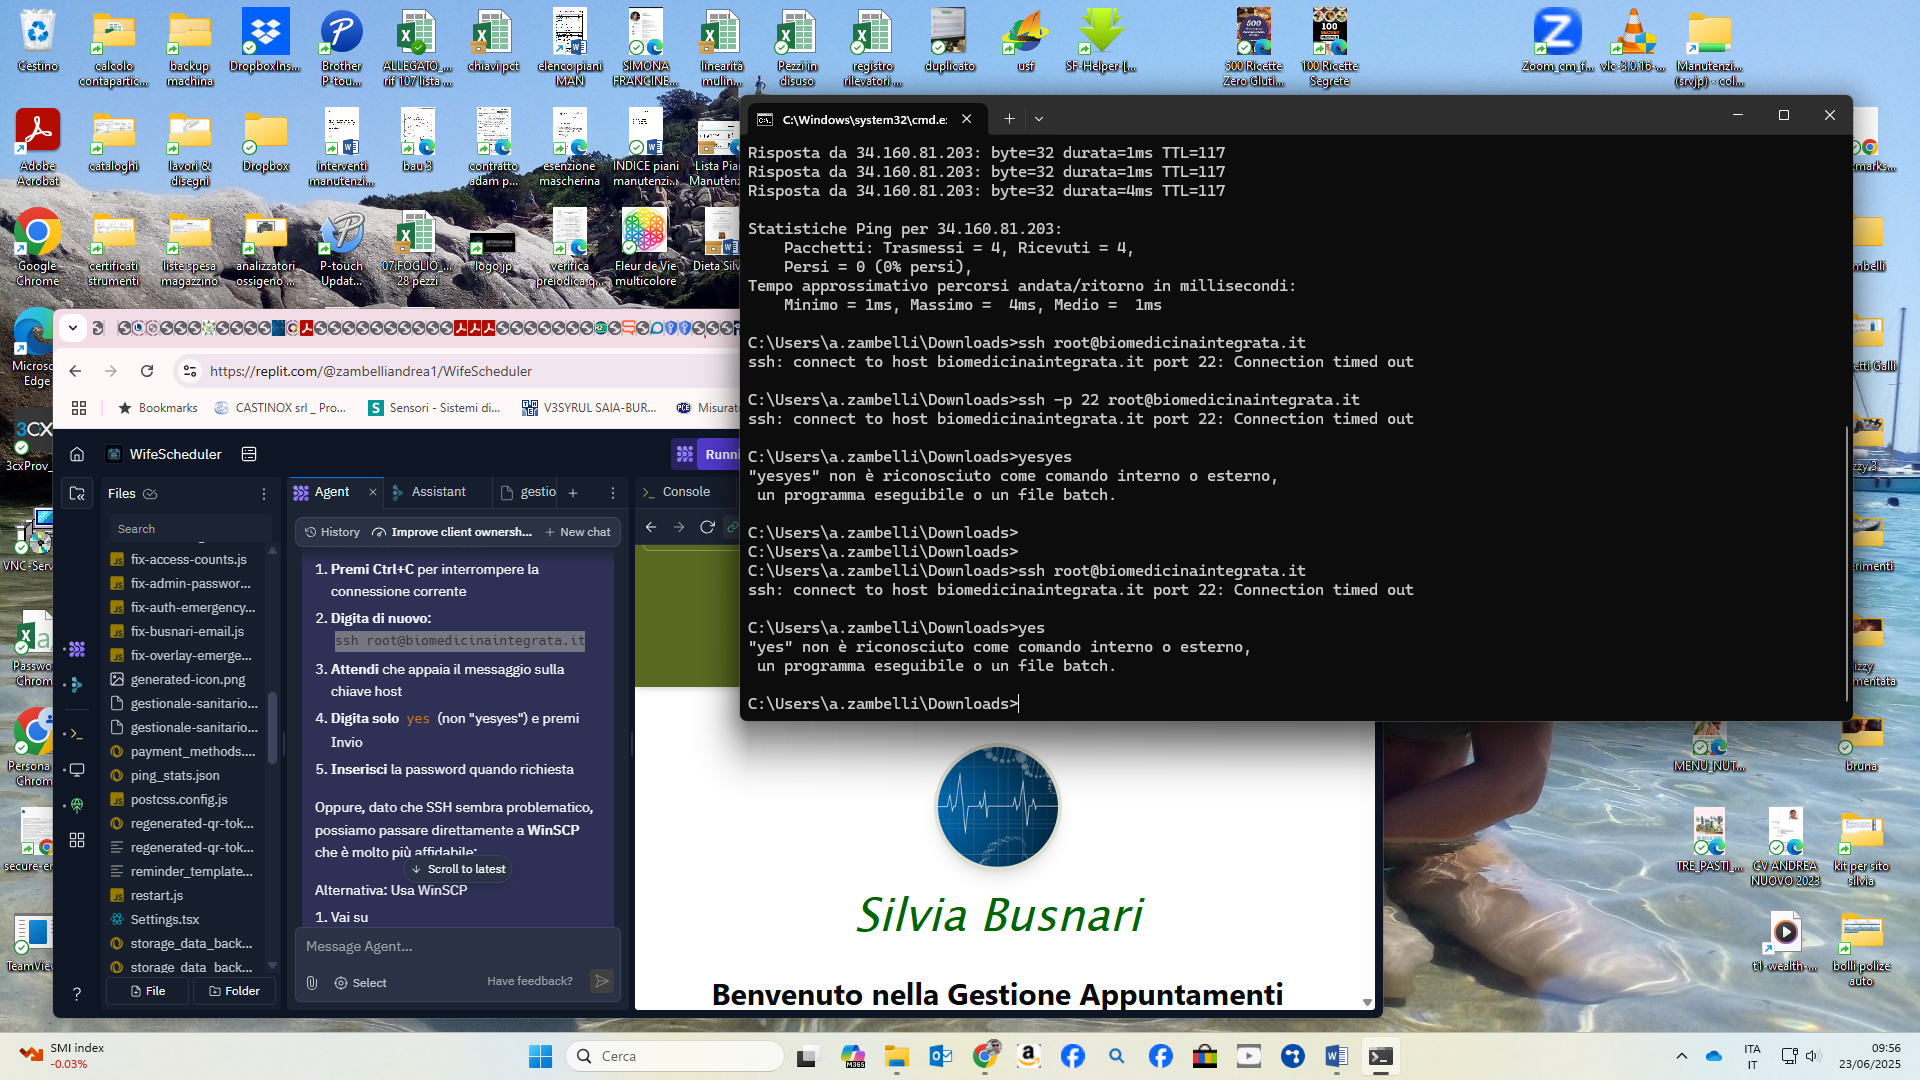 Cestino
calcolo
contapartic...
backup
machina
DropboxIns...
Brother
P-tou...
ALLEGATO_...
rif 107 lista ...
chiavi pct
elenco piani
MAN
SIMONA
FRANCINE...
linearità
mulin...
Pezzi in
disuso
registro
rilevatori ...
duplicato
usf
SF-Helper-[...
500 Ricette
Zero Gluti...
100 Ricette
Segrete
Zoom_cm_f...
vlc-3.0.16-...
Manutenzi...
(srvjp) - col...
Adobe
Acrobat
cataloghi
lavori &
disegni
Dropbox
interventi
manutenz...
bau 3
contratto
adam p...
esenzione
mascherina
INDICE piani
manutenzi...
Lista Pia
Manuten
Google
Chrome
certificati
strumenti
liste spesa
magazzino
analizzatori
ossigeno ...
P-touch
Updat...
07.FOGLIO_...
28 pezzi
logo jp
verifica
preiodica q...
Fleur de Vie
multicolore
Dieta Silv
C:\Windows\system32\cmd.e:
Risposta da 34.160.81.203: byte=32 durata=1ms TTL=117
Risposta da 34.160.81.203: byte=32 durata=1ms TTL=117
Risposta da 34.160.81.203: byte=32 durata=4ms TTL=117
Statistiche Ping per 34.160.81.203:
Pacchetti: Trasmessi = 4, Ricevuti = 4,
Persi = 0 (0% persi),
Tempo approssimativo percorsi andata/ritorno in millisecondi:
Minimo = 1ms, Massimo =  4ms, Medio =  1ms
C:\Users\a.zambelli\Downloads>ssh root@biomedicinaintegrata.it
ssh: connect to host biomedicinaintegrata.it port 22: Connection timed out
C:\Users\a.zambelli\Downloads>ssh -p 22 root@biomedicinaintegrata.it
ssh: connect to host biomedicinaintegrata.it port 22: Connection timed out
C:\Users\a.zambelli\Downloads>yesyes
"yesyes" non è riconosciuto come comando interno o esterno,
un programma eseguibile o un file batch.
C:\Users\a.zambelli\Downloads>
C:\Users\a.zambelli\Downloads>
C:\Users\a.zambelli\Downloads>ssh root@biomedicinaintegrata.it
ssh: connect to host biomedicinaintegrata.it port 22: Connection timed out
C:\Users\a.zambelli\Downloads>yes
"yes" non è riconosciuto come comando interno o esterno,
un programma eseguibile o un file batch.
C:\Users\a.zambelli\Downloads>
Micros
Edge
3CX
3cxProv_
VNC-Serv
Passwo
Chrom
Persona
Chrom
secure-e
TeamView
https://replit.com/@zambelliandrea1/WifeScheduler
Bookmarks
CASTINOX srl _ Pro...
Sensori - Sistemi di...
V3SYRUL SAIA-BUR...
Misurat
WifeScheduler
Runni
Files
Search
fix-access-counts.js
fix-admin-passwor...
fix-auth-emergency...
fix-busnari-email.js
fix-overlay-emerge...
generated-icon.png
gestionale-sanitario...
gestionale-sanitario...
payment_methods....
ping_stats.json
postcss.config.js
regenerated-qr-tok...
regenerated-qr-tok...
reminder_template...
restart.js
Settings.tsx
storage_data_back...
storage_data_back...
File
Folder
Agent
Assistant
gestio
Console
History
Improve client ownersh...
New chat
1. Premi Ctrl+C per interrompere la
connessione corrente
2. Digita di nuovo:
ssh root@biomedicinaintegrata.it
3. Attendi che appaia il messaggio sulla
chiave host
4. Digita solo yes (non "yesyes") e premi
Invio
5. Inserisci la password quando richiesta
Oppure, dato che SSH sembra problematico,
possiamo passare direttamente a WinSCP
che è molto più affidabile:
Scroll to latest
Alternativa: Usa WinSCP
1. Vai su
Message Agent...
Select
Have feedback?
Silvia Busnari
Benvenuto nella Gestione Appuntamenti
MENU_NUT...
bruna
TRE_PASTI_...
CV ANDREA
NUOVO 2023
kit per sito
silvia
t1-wealth-...
bolli polize
auto
SMI index
-0.03%
Cerca
ITA
IT
09:56
23/06/2025